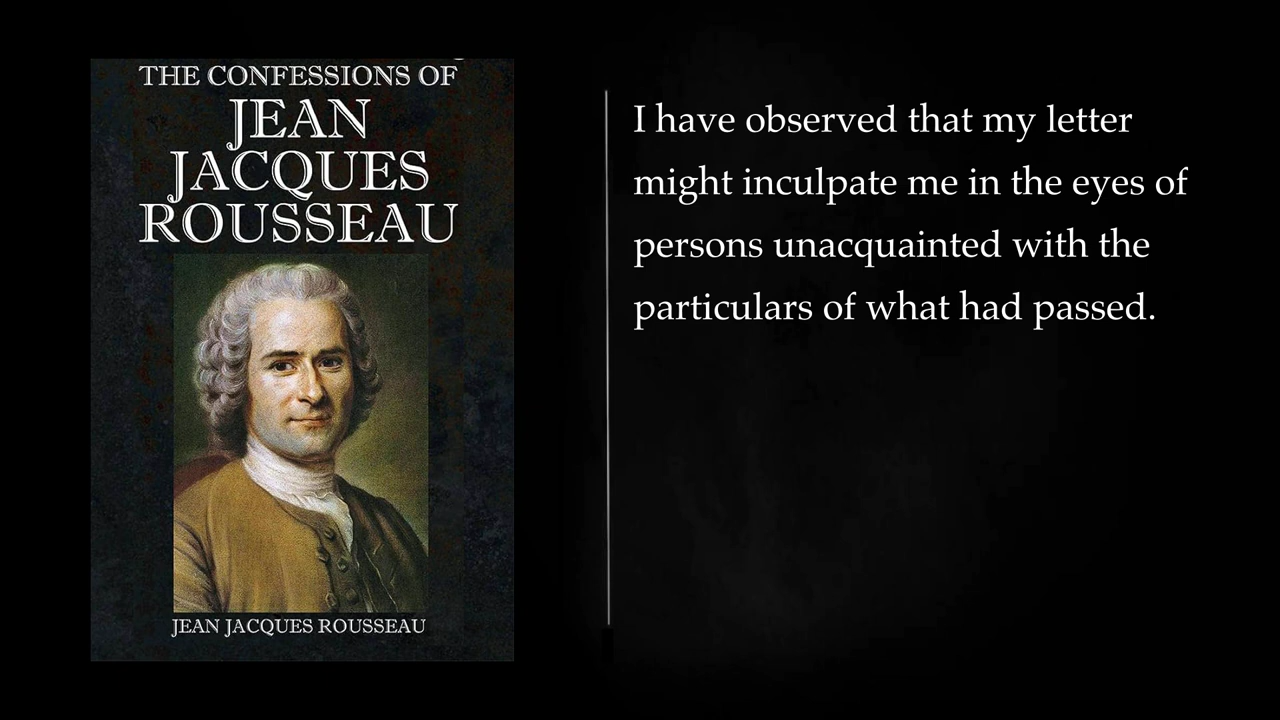 THE CONFESSIONS OF
JEAN
JACQUES
ROUSSEAU
JEAN JACQUES ROUSSEAU
I have observed that my letter
might inculpate me in the eyes of
persons unacquainted with the
particulars of what had passed.